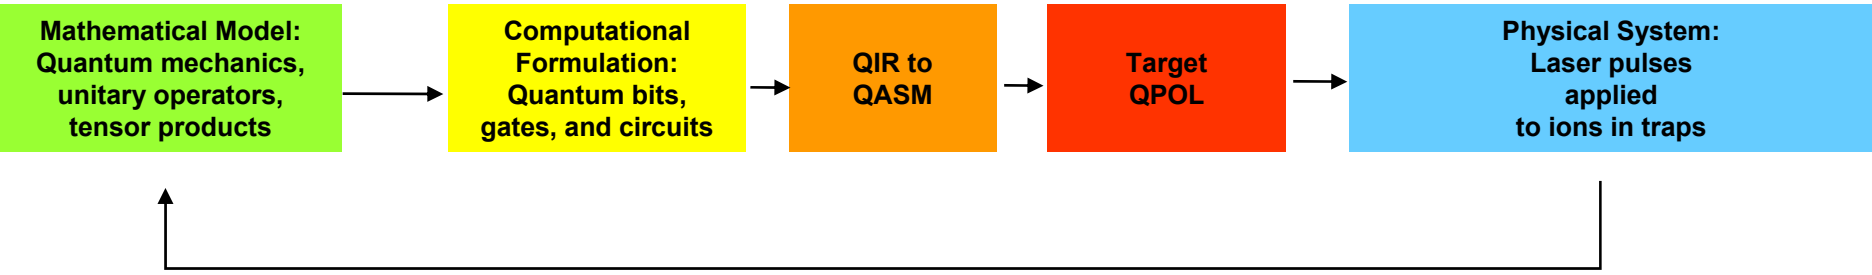 Mathematical Model:
Quantum mechanics,
unitary operators,
tensor products
Computational
Formulation:
Quantum bits,
gates, and circuits
QIR to
QASM
Target
QPOL
Physical System:
Laser pulses
applied
to ions in traps